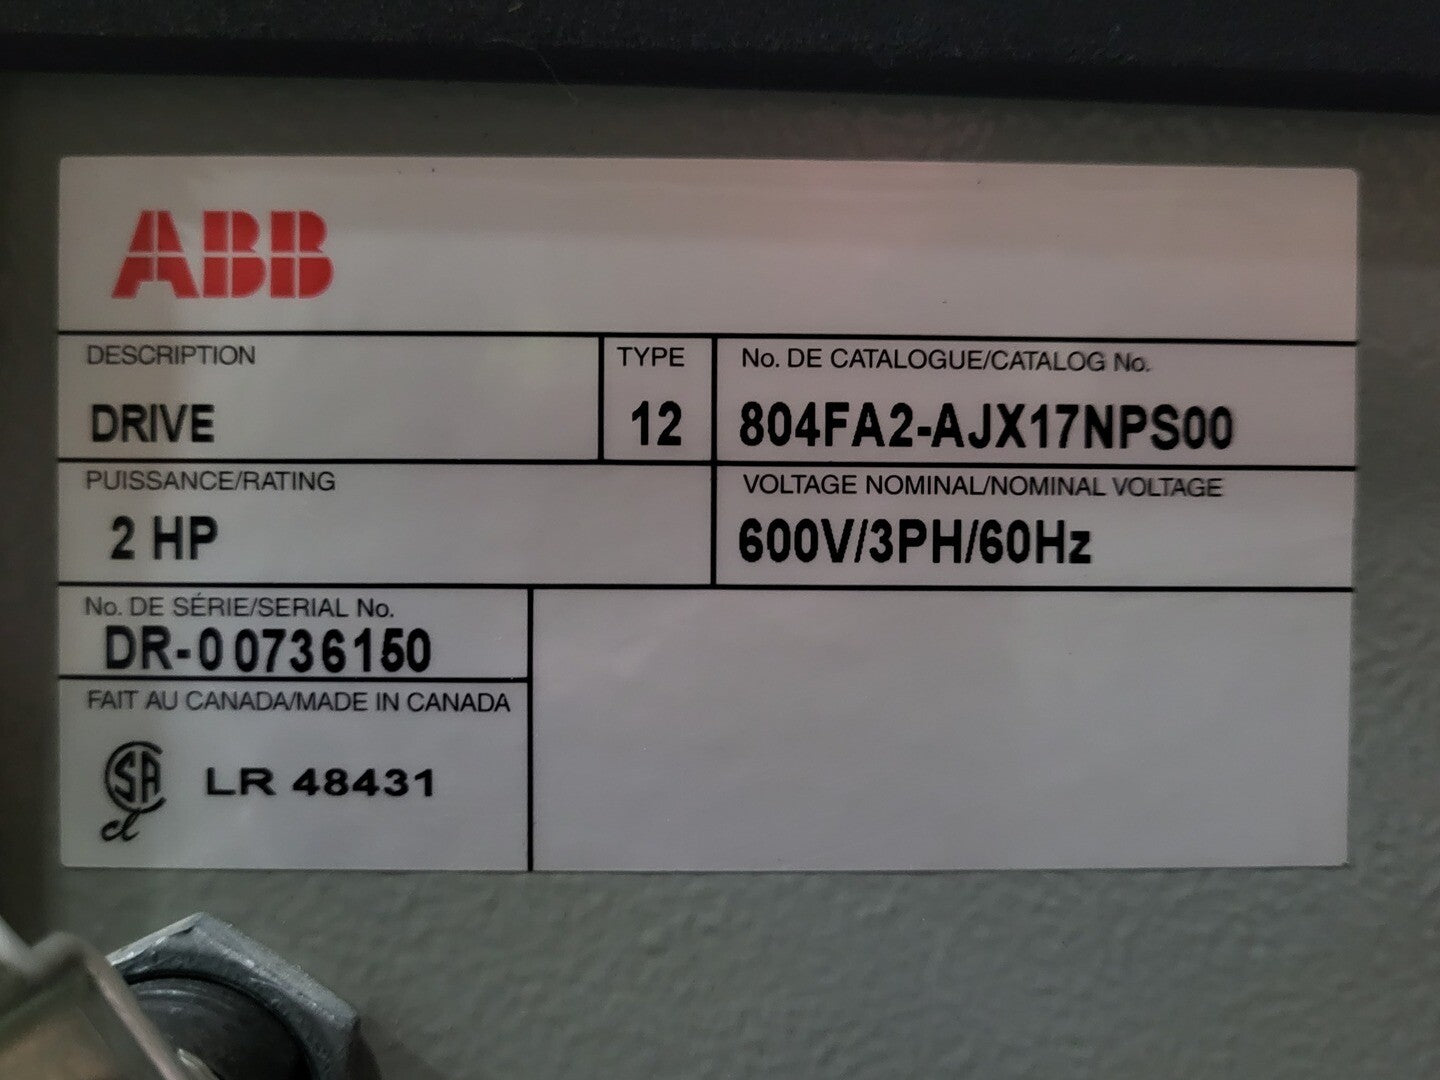 ABB
DESCRIPTION
DRIVE
TYPE
12
No. DE CATALOGUE/CATALOG No.
804FA2-AJX17NPS00
PUISSANCE/RATING
2 HP
VOLTAGE NOMINAL/NOMINAL VOLTAGE
600V/3PH/60Hz
No. DE SÉRIE/SERIAL No.
DR-00736150
FAIT AU CANADA/MADE IN CANADA
CSA
cl
LR 48431